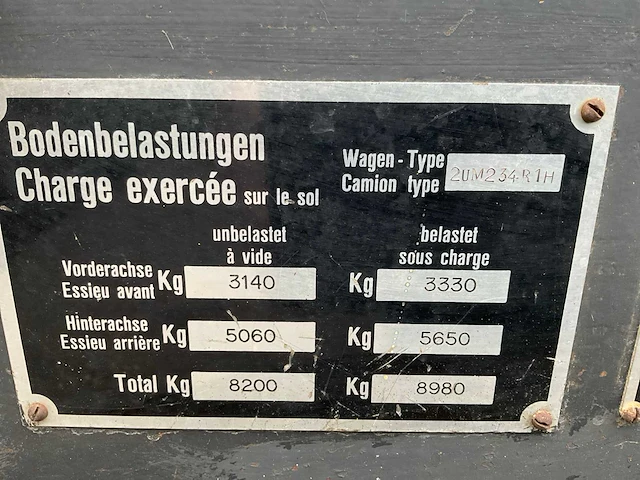 Bodenbelastungen
Charge exercée sur le sol
Wagen-Type
Camion type 2UM234R1H
unbelastet
à vide
belastet
sous charge
Vorderachse
Essieu avant Kg 3140 Kg 3330
Hinterachse
Essieu arrière Kg 5060 Kg 5650
Total Kg 8200 Kg 8980